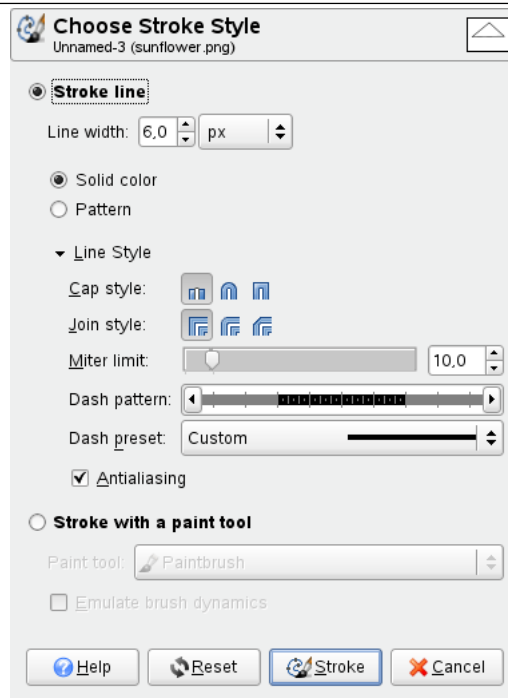 Choose Stroke Style
Unnamed-3 (sunflower.png)
Stroke line
Line width: 6,0 px
Solid color
Pattern
Line Style
Cap style:
Join style:
Miter limit: 10,0
Dash pattern:
Dash preset: Custom
Antialiasing
Stroke with a paint tool
Paint tool: Paintbrush
Emulate brush dynamics
Help Reset Stroke Cancel